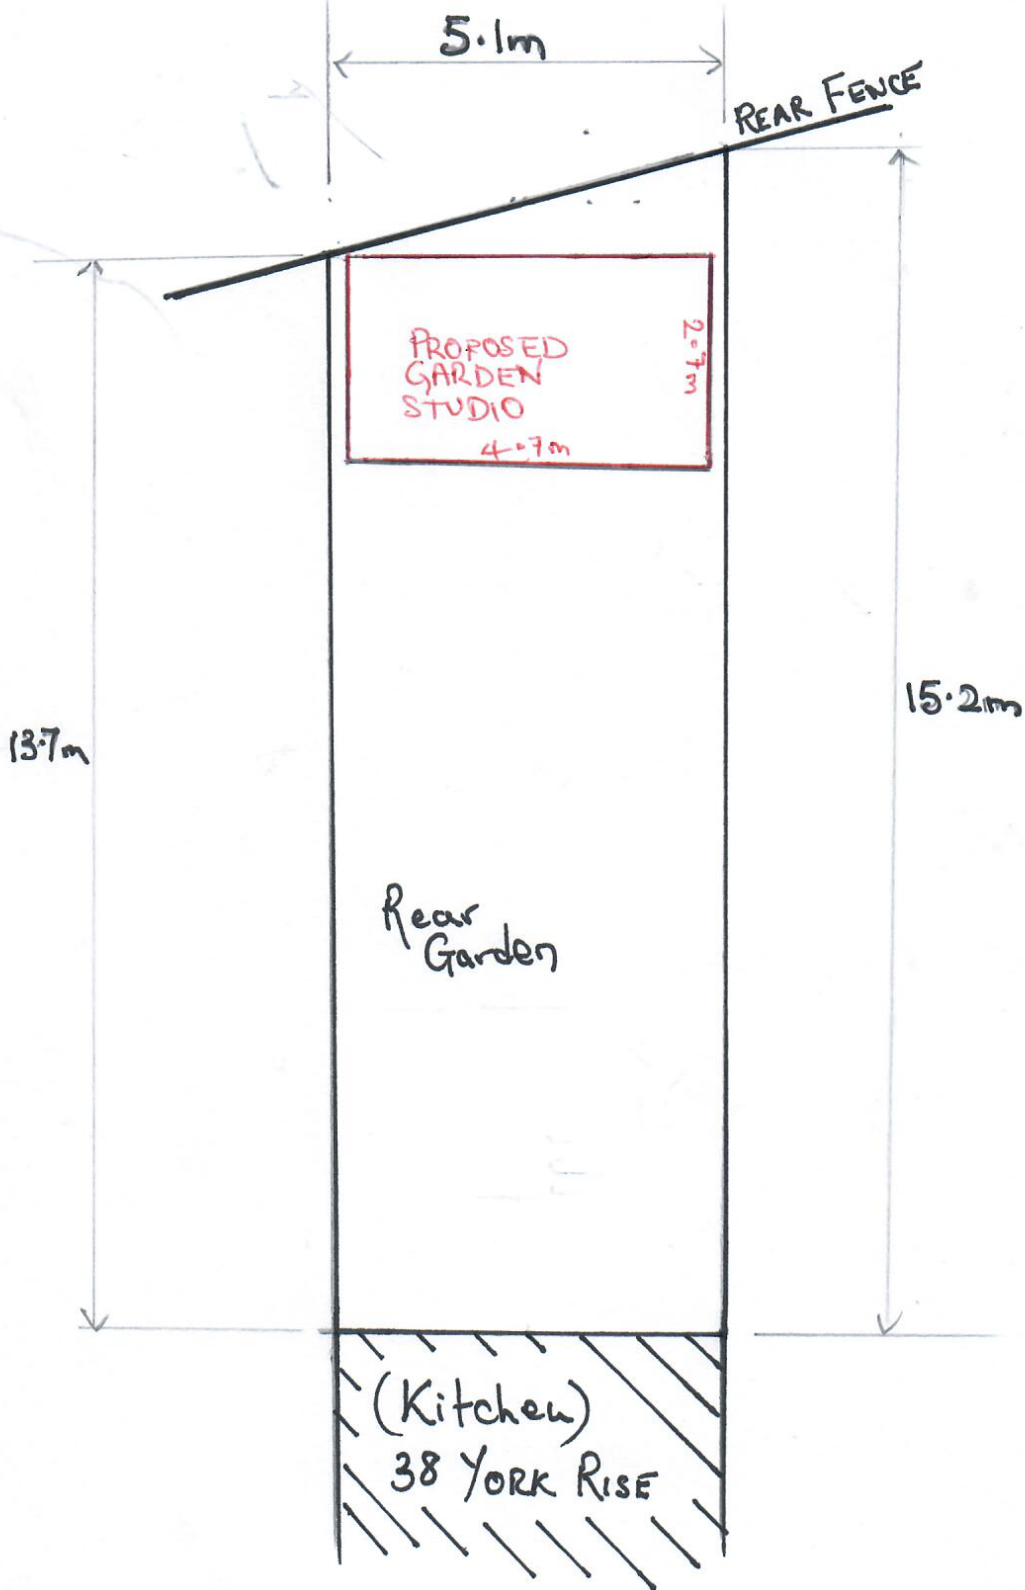 5.1m
REAR FENCE
PROPOSED
GARDEN
STUDIO
2.7m
4.7m
15.2m
13.7m
Rear
Garden
(Kitchen)
38 YORK RISE